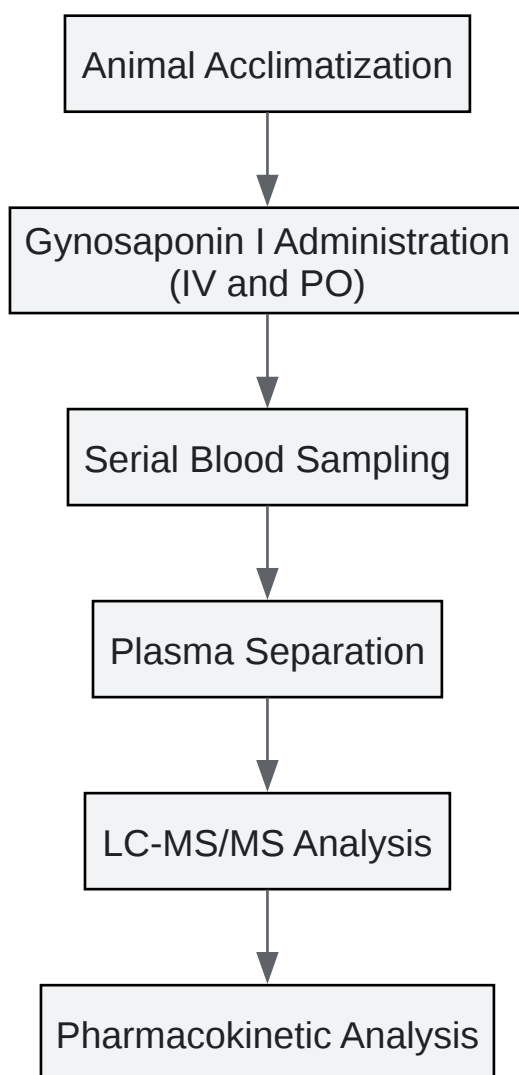 Animal Acclimatization
Gynosaponin I Administration
(IV and PO)
Serial Blood Sampling
Plasma Separation
LC-MS/MS Analysis
Pharmacokinetic Analysis